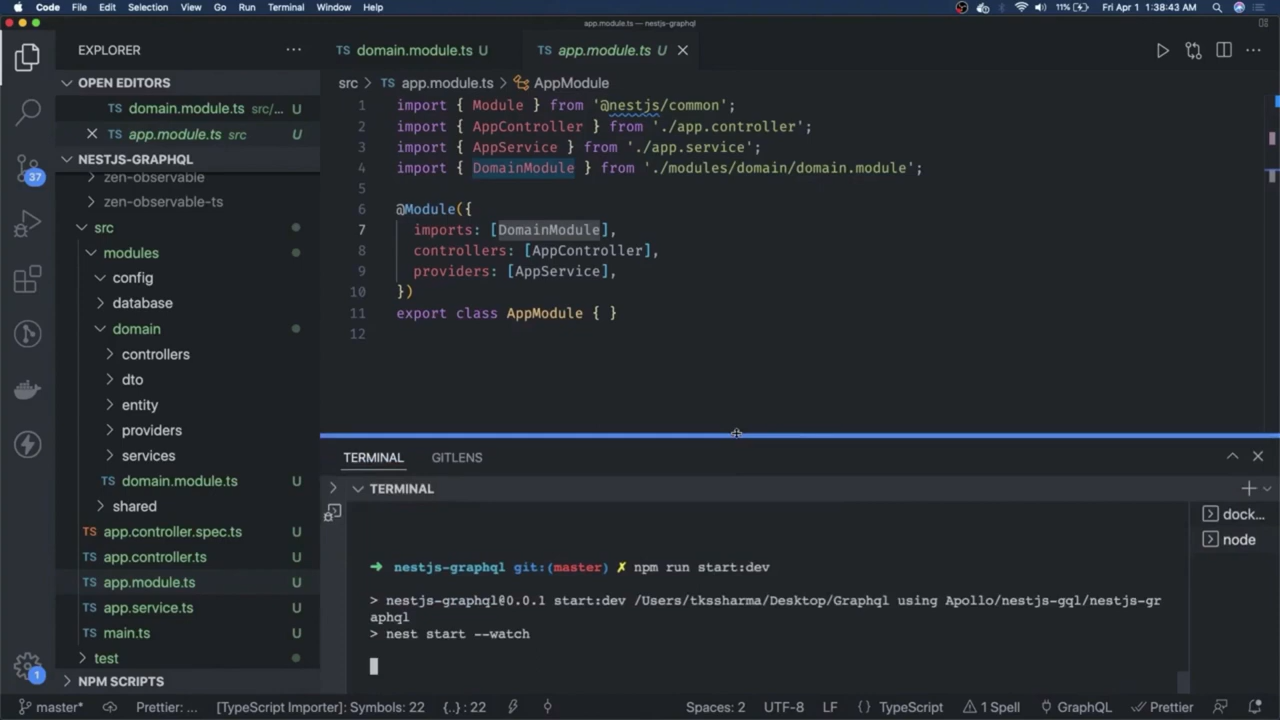 Code File Edit Selection View Go Run Terminal Window Help 11% Fri Apr 1 1:38:43 AM
app.module.ts — nestjs-graphql
EXPLORER
OPEN EDITORS
TS domain.module.ts src/... U
app.module.ts src U
NESTJS-GRAPHQL
zen-observable
zen-observable-ts
src
modules
config
database
domain
controllers
dto
entity
providers
services
TS domain.module.ts U
shared
TS app.controller.spec.ts U
TS app.controller.ts U
TS app.module.ts U
TS app.service.ts U
TS main.ts U
test
NPM SCRIPTS
37
1
TS domain.module.ts U
TS app.module.ts U
src > TS app.module.ts > AppModule
1 import { Module } from '@nestjs/common';
2 import { AppController } from './app.controller';
3 import { AppService } from './app.service';
4 import { DomainModule } from './modules/domain/domain.module';
5
6 @Module({
7 imports: [DomainModule],
8 controllers: [AppController],
9 providers: [AppService],
10 })
11 export class AppModule { }
12
TERMINAL GITLENS
TERMINAL
➜ nestjs-graphql git:(master) ✗ npm run start:dev
> nestjs-graphql@0.0.1 start:dev /Users/tkssharma/Desktop/Graphql using Apollo/nestjs-gql/nestjs-gr
aphql
> nest start --watch
dock...
node
master* Prettier: ... [TypeScript Importer]: Symbols: 22 {..} : 22 Spaces: 2 UTF-8 LF {} TypeScript 1 Spell GraphQL Prettier